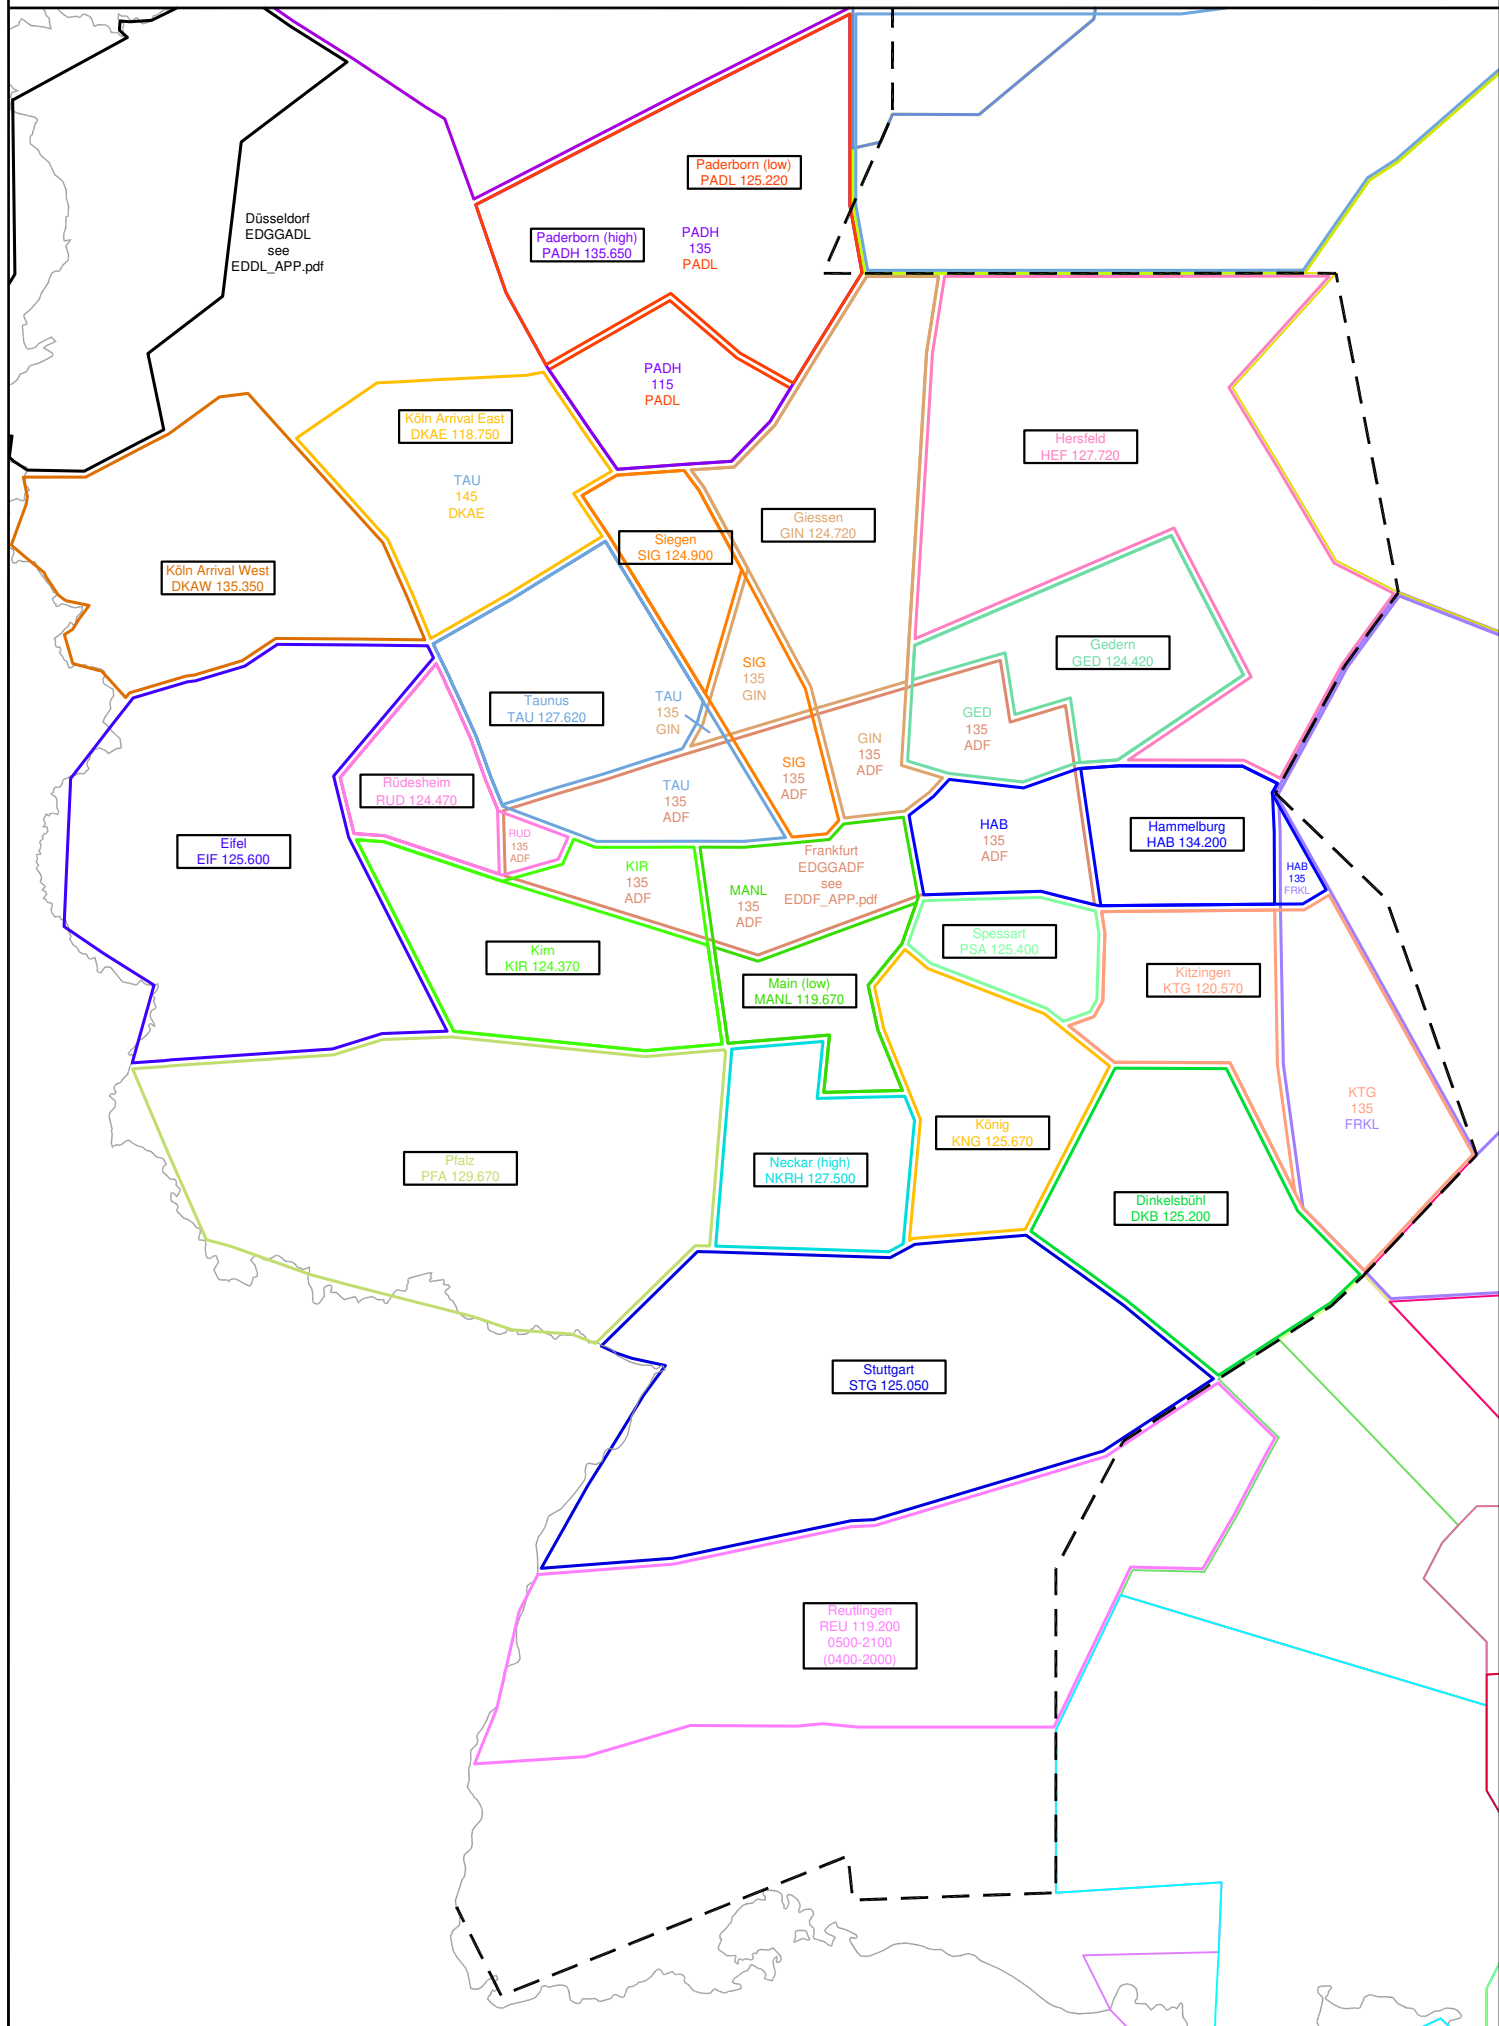 Paderborn (low)
PADL 125.220
Düsseldorf
EDGGADL
see
EDDL_APP.pdf
Paderborn (high)
PADH 135.650
PADH
135
PADL
PADH
115
PADL
Köln Arrival East
DKAE 118.750
TAU
145
DKAE
Hersfeld
HEF 127.720
Giessen
GIN 124.720
Siegen
SIG 124.900
Köln Arrival West
DKAW 135.350
Gedern
GED 124.420
SIG
135
GIN
Taunus
TAU 127.620
TAU
135
GIN
GED
135
ADF
GIN
135
ADF
SIG
135
ADF
TAU
135
ADF
Rüdesheim
RUD 124.470
RUD
135
ADF
Eifel
EIF 125.600
HAB
135
ADF
Hammelburg
HAB 134.200
HAB
135
FRKL
Frankfurt
EDGGADF
see
EDDF_APP.pdf
KIR
135
ADF
MANL
135
ADF
Kirn
KIR 124.370
Spessart
PSA 125.400
Main (low)
MANL 119.670
Kitzingen
KTG 120.570
KTG
135
FRKL
König
KNG 125.670
Pfalz
PFA 129.670
Neckar (high)
NKRH 127.500
Dinkelsbühl
DKB 125.200
Stuttgart
STG 125.050
Reutlingen
REU 119.200
0500-2100
(0400-2000)